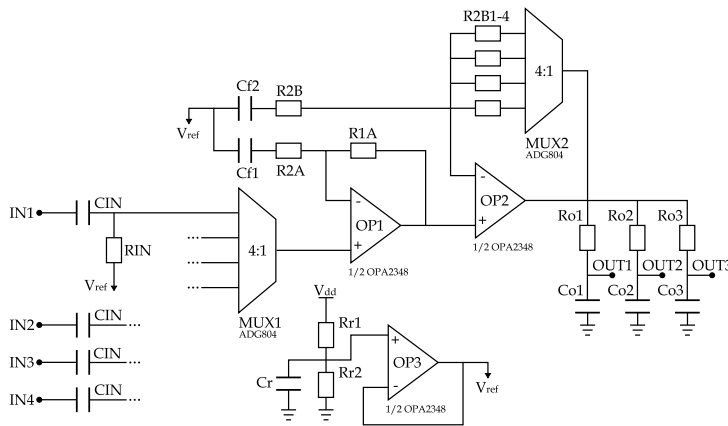 R2B1-4
Cf2
R2B
4:1
Vref
R1A
MUX2
ADG804
Cf1
R2A
IN1
CIN
-
OP2
+
-
OP1
+
Ro1
Ro2
Ro3
RIN
....
....
....
4:1
1/2 OPA2348
1/2 OPA2348
OUT1
OUT2
OUT3
Vref
Vdd
Co1
Co2
Co3
MUX1
ADG804
IN2
CIN
...
Rr1
+
OP3
-
IN3
CIN
...
Cr
Rr2
Vref
IN4
CIN
...
1/2 OPA2348